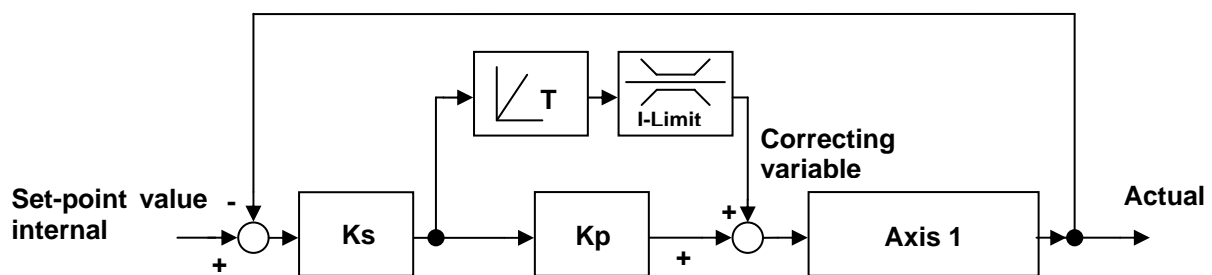 T
I-Limit
Correcting
variable
Set-point value
internal
-
+
Ks
Kp
+
+
Axis 1
Actual